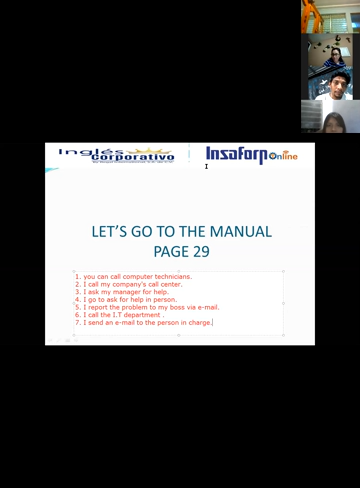 Inglés
Corporativo
Insaforp Online
LET'S GO TO THE MANUAL
PAGE 29
1. you can call computer technicians.
2. I call my company's call center.
3. I ask my manager for help.
4. I go to ask for help in person.
5. I report the problem to my boss via e-mail.
6. I call the I.T department .
7. I send an e-mail to the person in charge.